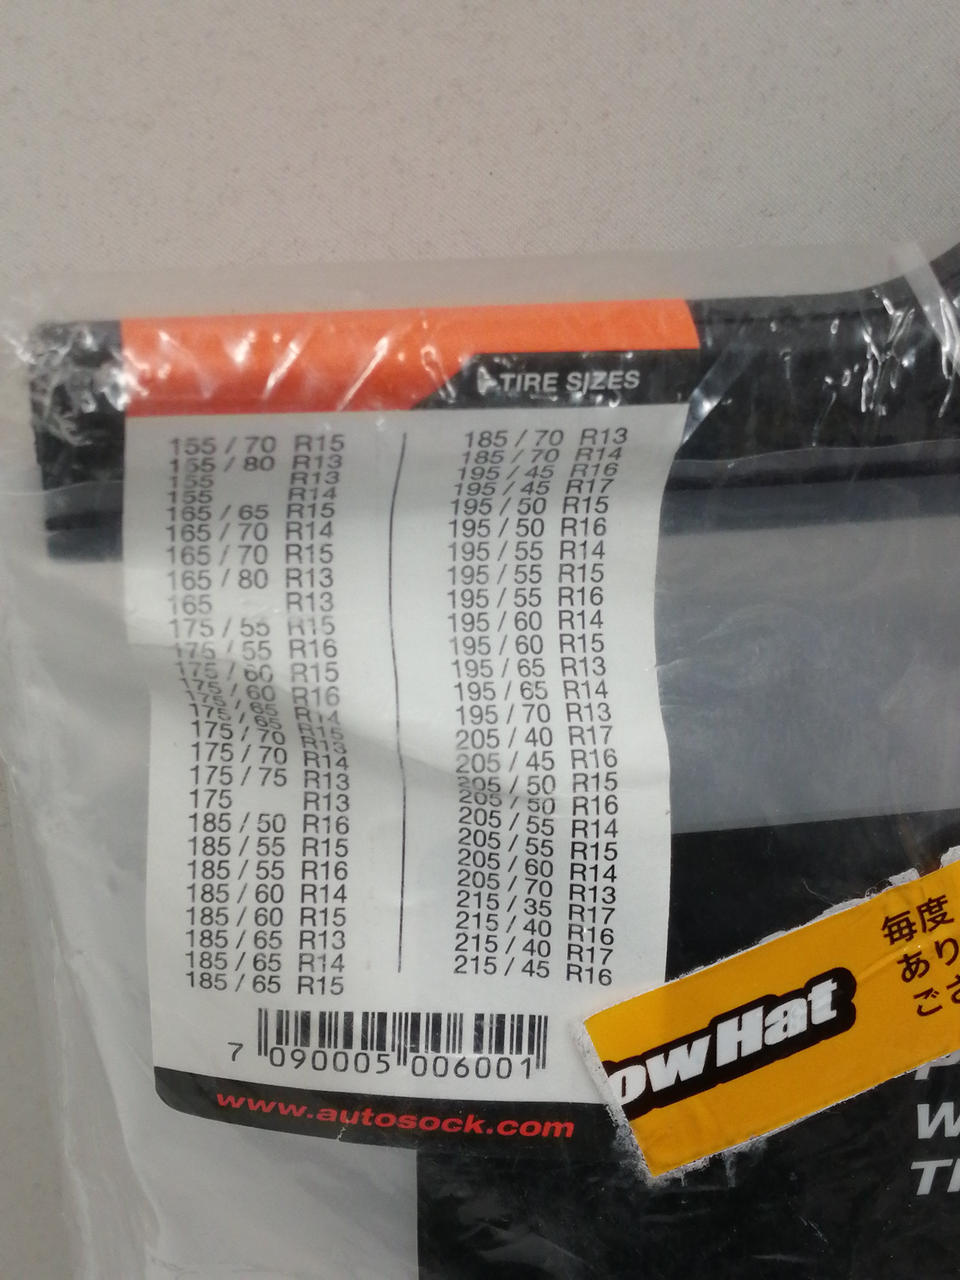 TIRE SIZES
155 / 70 R15
155 / 80 R13
155 R13
155 R14
165 / 65 R15
165 / 70 R14
165 / 70 R15
165 / 80 R13
165 R13
175 / 55 R15
175 / 55 R16
175 / 60 R15
175 / 60 R16
175 / 65 R14
175 / 65 R15
175 / 70 R13
175 / 70 R14
175 / 75 R13
175 R13
185 / 50 R16
185 / 55 R15
185 / 55 R16
185 / 60 R14
185 / 60 R15
185 / 65 R13
185 / 65 R14
185 / 65 R15
185 / 70 R13
185 / 70 R14
195 / 45 R16
195 / 45 R17
195 / 50 R15
195 / 50 R16
195 / 55 R14
195 / 55 R15
195 / 55 R16
195 / 60 R14
195 / 60 R15
195 / 65 R13
195 / 65 R14
195 / 70 R13
205 / 40 R17
205 / 45 R16
205 / 50 R15
205 / 50 R16
205 / 55 R14
205 / 55 R15
205 / 60 R14
205 / 70 R13
215 / 35 R17
215 / 40 R16
215 / 40 R17
215 / 45 R16
7 090005 006001
www.autosock.com
owHat
毎度
あり
ござ
W